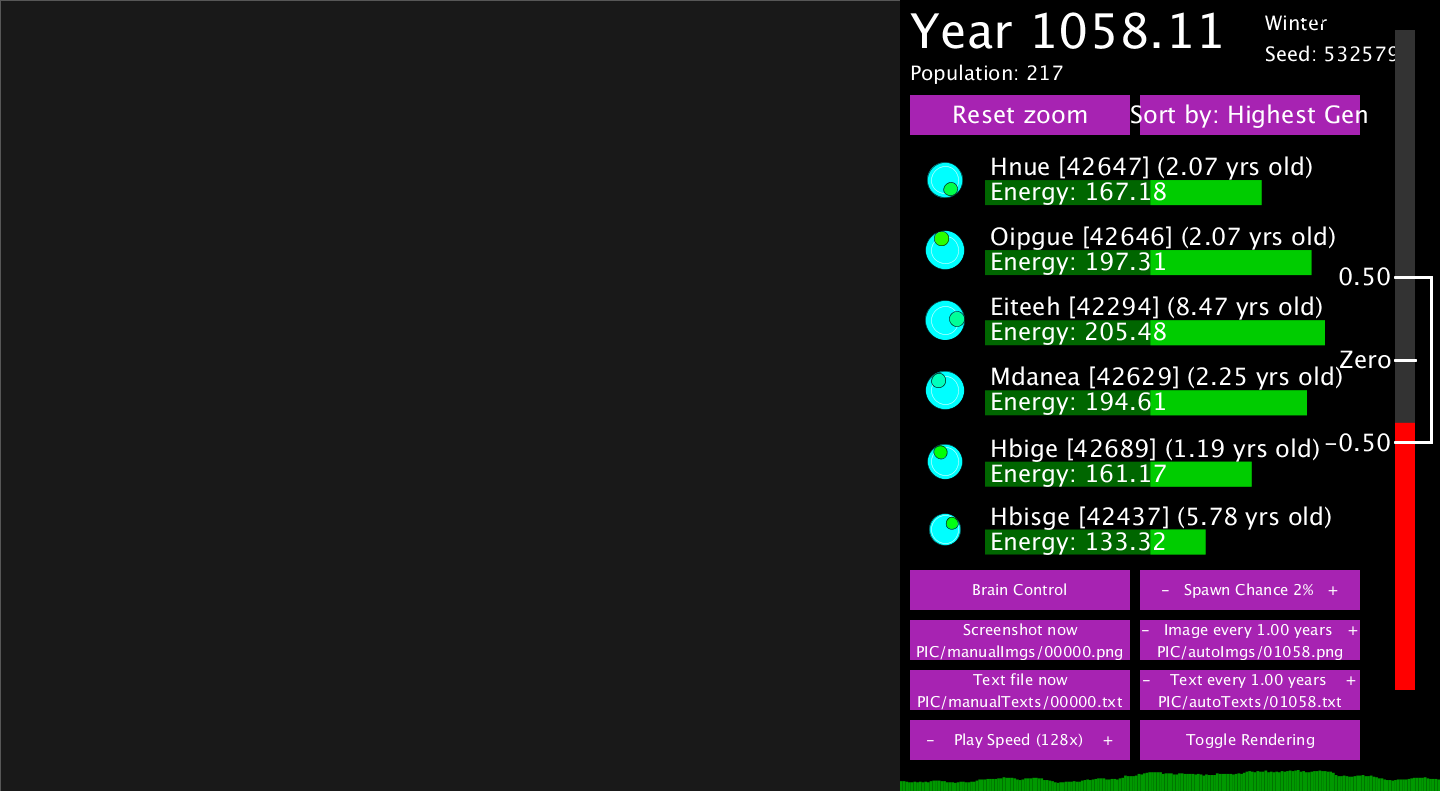 Year 1058.11
Winter
Seed: 532579
Population: 217
Reset zoom
Sort by: Highest Gen
Hnue [42647] (2.07 yrs old)
Energy: 167.18
Oipgue [42646] (2.07 yrs old)
Energy: 197.31
0.50
Eiteeh [42294] (8.47 yrs old)
Energy: 205.48
Zero
Mdanea [42629] (2.25 yrs old)
Energy: 194.61
Hbige [42689] (1.19 yrs old)
-0.50
Energy: 161.17
Hbisge [42437] (5.78 yrs old)
Energy: 133.32
Brain Control
- Spawn Chance 2% +
Screenshot now
PIC/manualImgs/00000.png
- Image every 1.00 years +
PIC/autoImgs/01058.png
Text file now
PIC/manualTexts/00000.txt
- Text every 1.00 years +
PIC/autoTexts/01058.txt
- Play Speed (128x) +
Toggle Rendering